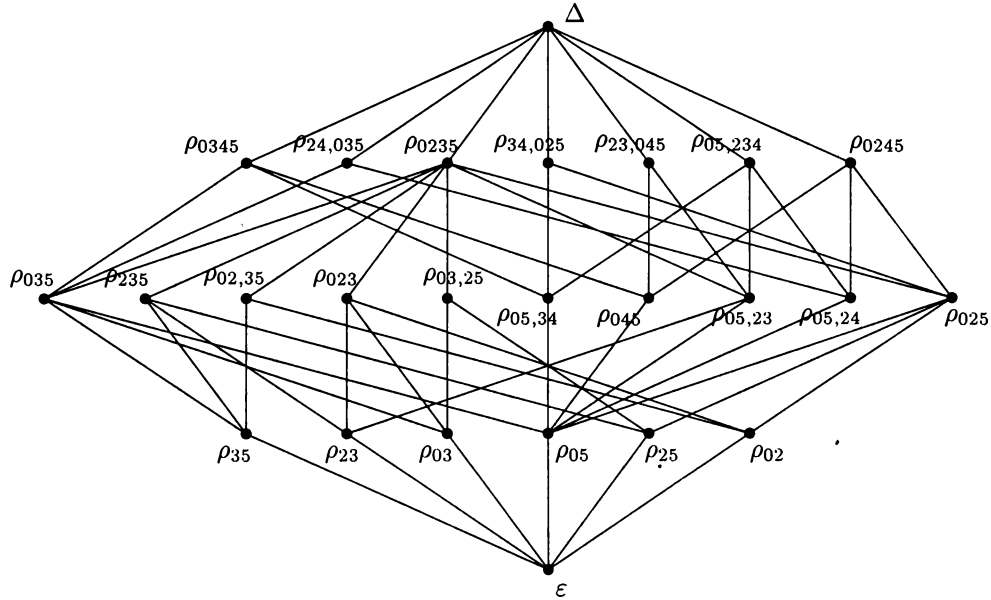 Δ
ρ₀₃₄₅ ρ₂₄,₀₃₅ ρ₀₂₃₅ ρ₃₄,₀₂₅ ρ₂₃,₀₄₅ ρ₀₅,₂₃₄ ρ₀₂₄₅
ρ₀₃₅ ρ₂₃₅ ρ₀₂,₃₅ ρ₀₂₃ ρ₀₃,₂₅
ρ₀₅,₃₄ ρ₀₄₅ ρ₀₅,₂₃ ρ₀₅,₂₄ ρ₀₂₅
ρ₃₅ ρ₂₃ ρ₀₃ ρ₀₅ ρ₂₅ ρ₀₂
ε